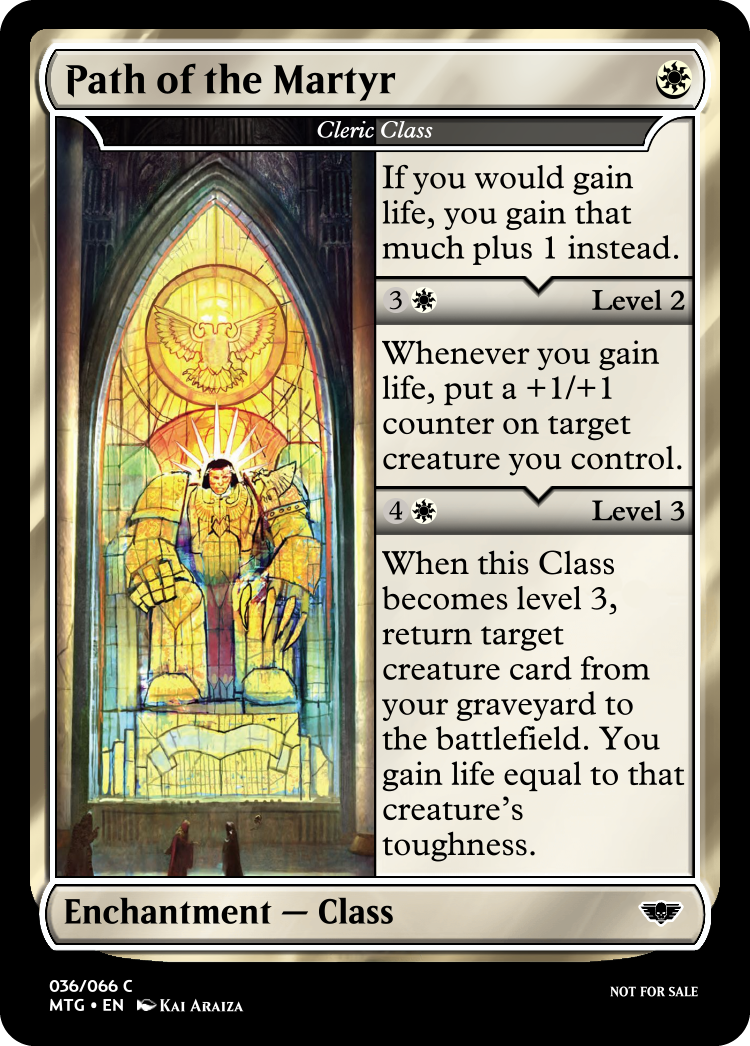 Path of the Martyr
Cleric Class
If you would gain
life, you gain that
much plus 1 instead.
3 Level 2
Whenever you gain
life, put a +1/+1
counter on target
creature you control.
4 Level 3
When this Class
becomes level 3,
return target
creature card from
your graveyard to
the battlefield. You
gain life equal to that
creature's
toughness.
Enchantment — Class
036/066 C
MTG • EN Kai Araiza
NOT FOR SALE